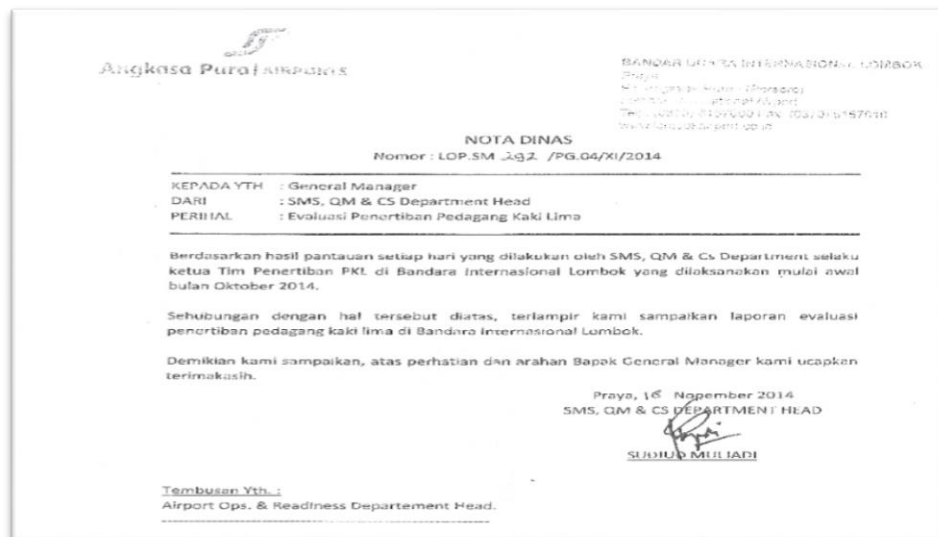 Angkasa Pura | AIRPORTS
BANDAR UDARA INTERNASIONAL LOMBOK
Praya
NOTA DINAS
Nomor : LOP.SM 292 /PG.04/XI/2014
KEPADA YTH : General Manager
DARI : SMS, QM & CS Department Head
PERIHAL : Evaluasi Penertiban Pedagang Kaki Lima
Berdasarkan hasil pantauan setiap hari yang dilakukan oleh SMS, QM & Cs Department selaku
ketua Tim Penertiban PKL di Bandara Internasional Lombok yang dilaksanakan mulai awal
bulan Oktober 2014.
Sehubungan dengan hal tersebut diatas, terlampir kami sampaikan laporan evaluasi
penertiban pedagang kaki lima di Bandara Internasional Lombok.
Demikian kami sampaikan, atas perhatian dan arahan Bapak General Manager kami ucapkan
terimakasih.
Praya, 16 Nopember 2014
SMS, QM & CS DEPARTMENT HEAD
MULIADI
Tembusan Yth. :
Airport Ops. & Readiness Departement Head.